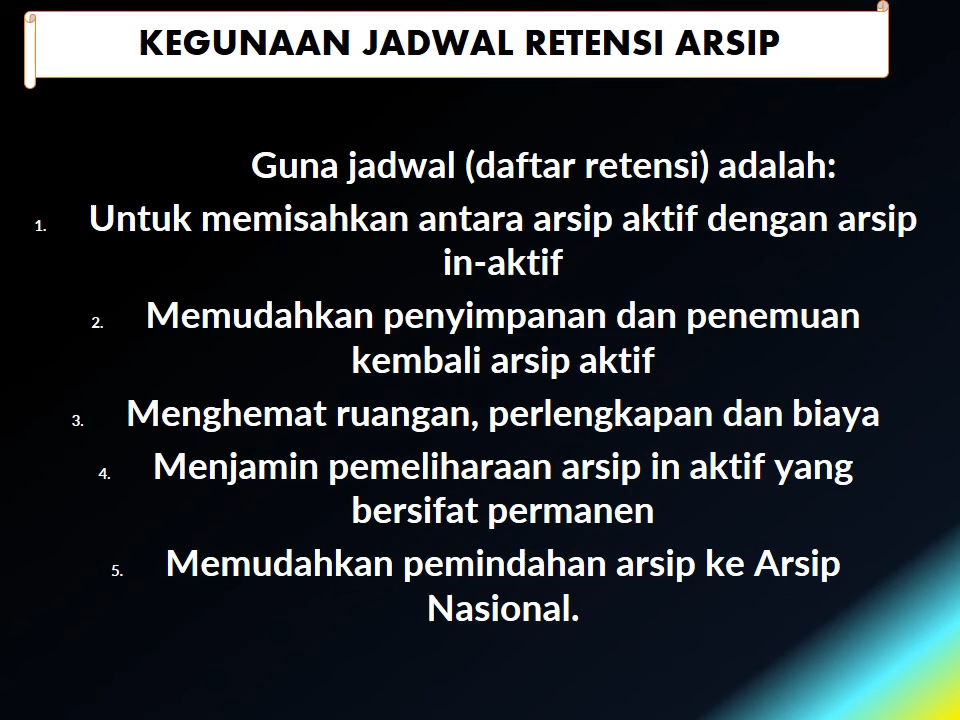 KEGUNAAN JADWAL RETENSI ARSIP
Guna jadwal (daftar retensi) adalah:
1. Untuk memisahkan antara arsip aktif dengan arsip
in-aktif
2. Memudahkan penyimpanan dan penemuan
kembali arsip aktif
3. Menghemat ruangan, perlengkapan dan biaya
4. Menjamin pemeliharaan arsip in aktif yang
bersifat permanen
5. Memudahkan pemindahan arsip ke Arsip
Nasional.